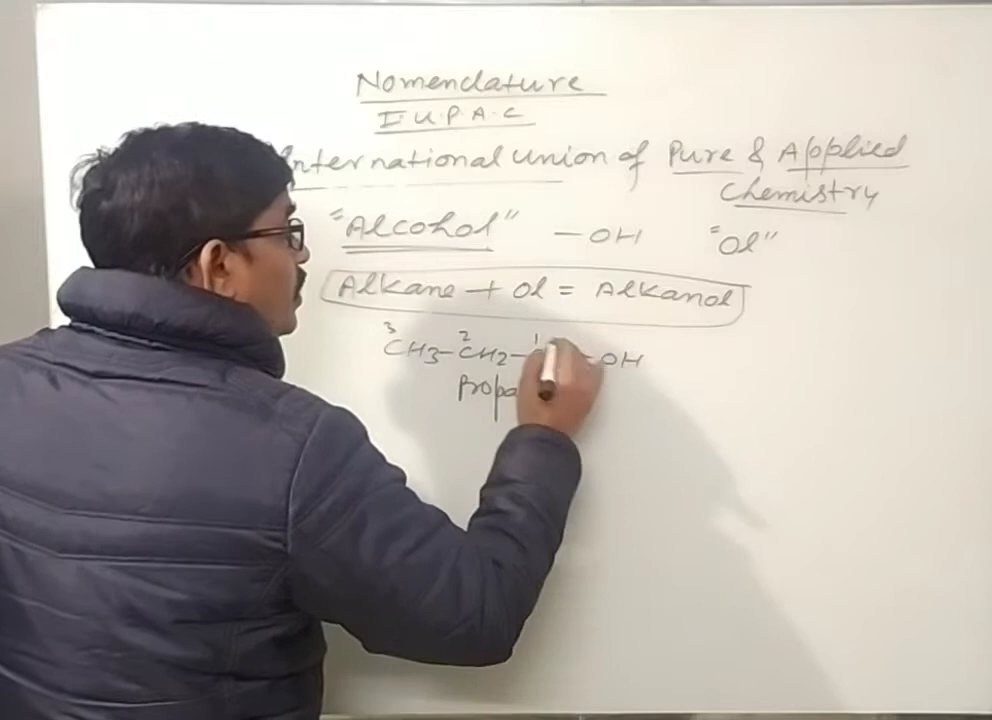 Nomenclature
I.U.P.A.C
International Union of Pure & Applied
Chemistry
"Alcohol" -OH "Ol"
Alkane + Ol = Alkanol
3 2 1
CH3-CH2- -OH
Propa